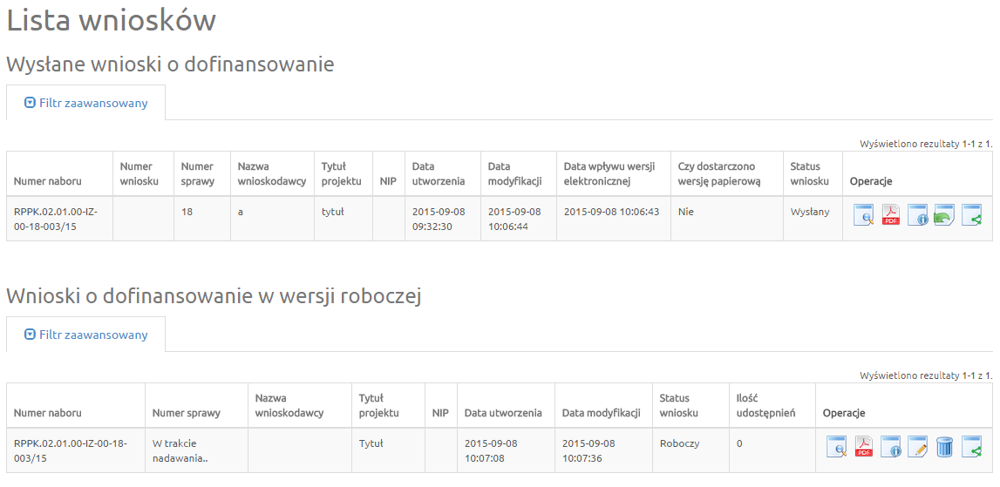 Lista wniosków
Wysłane wnioski o dofinansowanie
Filtr zaawansowany
Wyświetlono rezultaty 1-1 z 1.
Numer naboru Numer wniosku Numer sprawy Nazwa wnioskodawcy Tytuł projektu NIP Data utworzenia Data modyfikacji Data wpływu wersji elektronicznej Czy dostarczono wersję papierową Status wniosku Operacje
RPPK.02.01.00-IZ-00-18-003/15 18 a tytuł 2015-09-08 09:32:30 2015-09-08 10:06:44 2015-09-08 10:06:43 Nie Wysłany PDF
Wnioski o dofinansowanie w wersji roboczej
Filtr zaawansowany
Wyświetlono rezultaty 1-1 z 1.
Numer naboru Numer sprawy Nazwa wnioskodawcy Tytuł projektu NIP Data utworzenia Data modyfikacji Status wniosku Ilość udostępnień Operacje
RPPK.02.01.00-IZ-00-18-003/15 W trakcie nadawania.. Tytuł 2015-09-08 10:07:08 2015-09-08 10:07:36 Roboczy 0 PDF